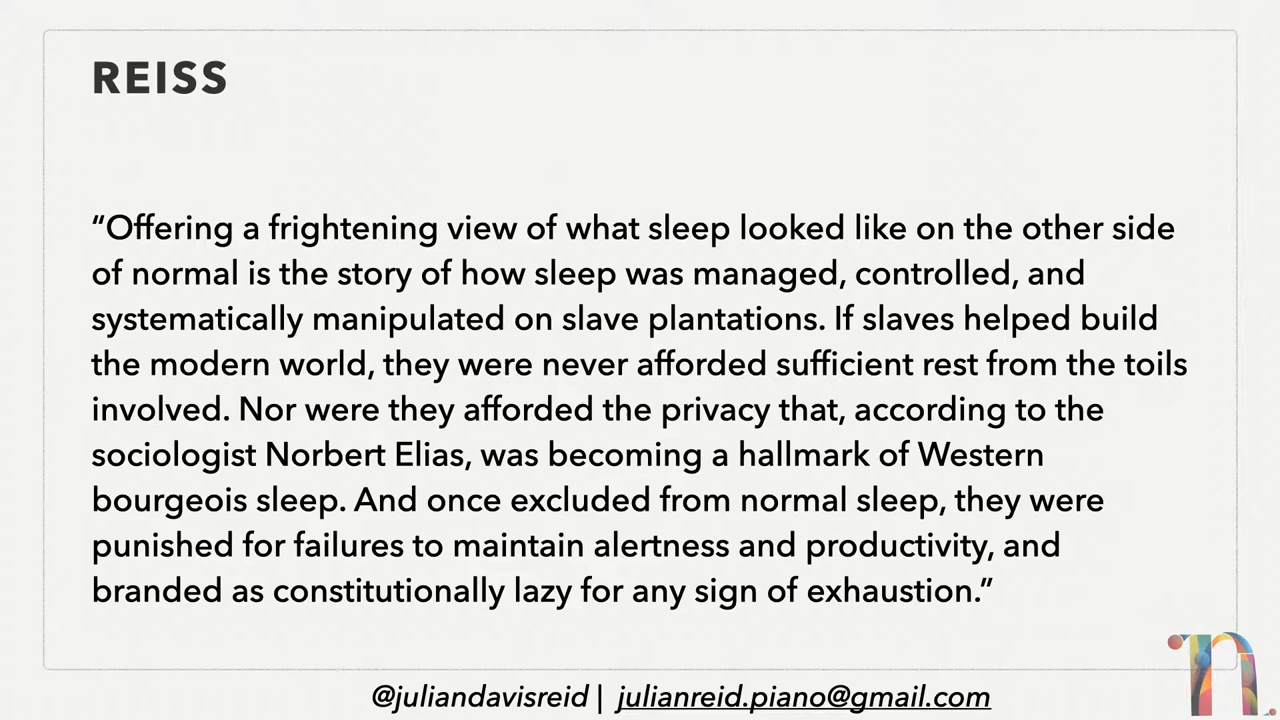 REISS
“Offering a frightening view of what sleep looked like on the other side
of normal is the story of how sleep was managed, controlled, and
systematically manipulated on slave plantations. If slaves helped build
the modern world, they were never afforded sufficient rest from the toils
involved. Nor were they afforded the privacy that, according to the
sociologist Norbert Elias, was becoming a hallmark of Western
bourgeois sleep. And once excluded from normal sleep, they were
punished for failures to maintain alertness and productivity, and
branded as constitutionally lazy for any sign of exhaustion.”
@juliandavisreid | julianreid.piano@gmail.com
n.